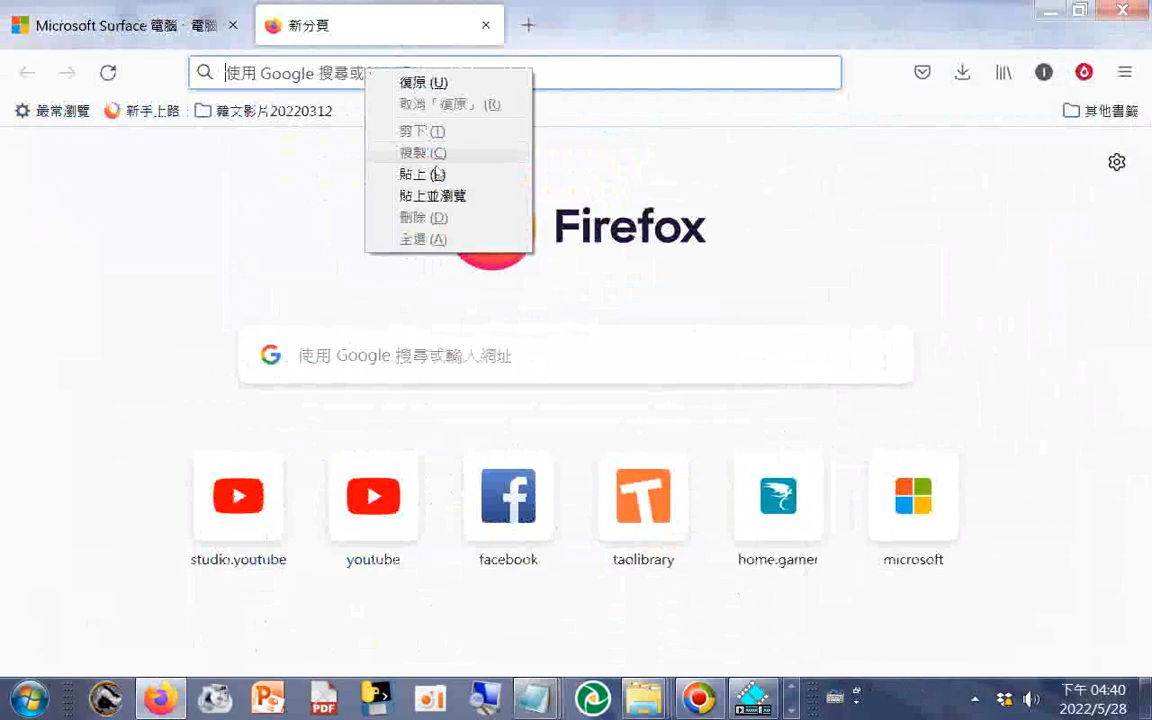 Microsoft Surface 電腦 - 電腦
新分頁
使用 Google 搜尋或
復原 (U)
取消「復原」 (R)
剪下 (T)
複製 (C)
貼上 (P)
貼上並瀏覽
刪除 (D)
全選 (A)
最常瀏覽
新手上路
韓文影片20220312
其他書籤
Firefox
使用 Google 搜尋或輸入網址
studio.youtube
youtube
facebook
taolibrary
home.gamer
microsoft
PDF
下午 04:40
2022/5/28